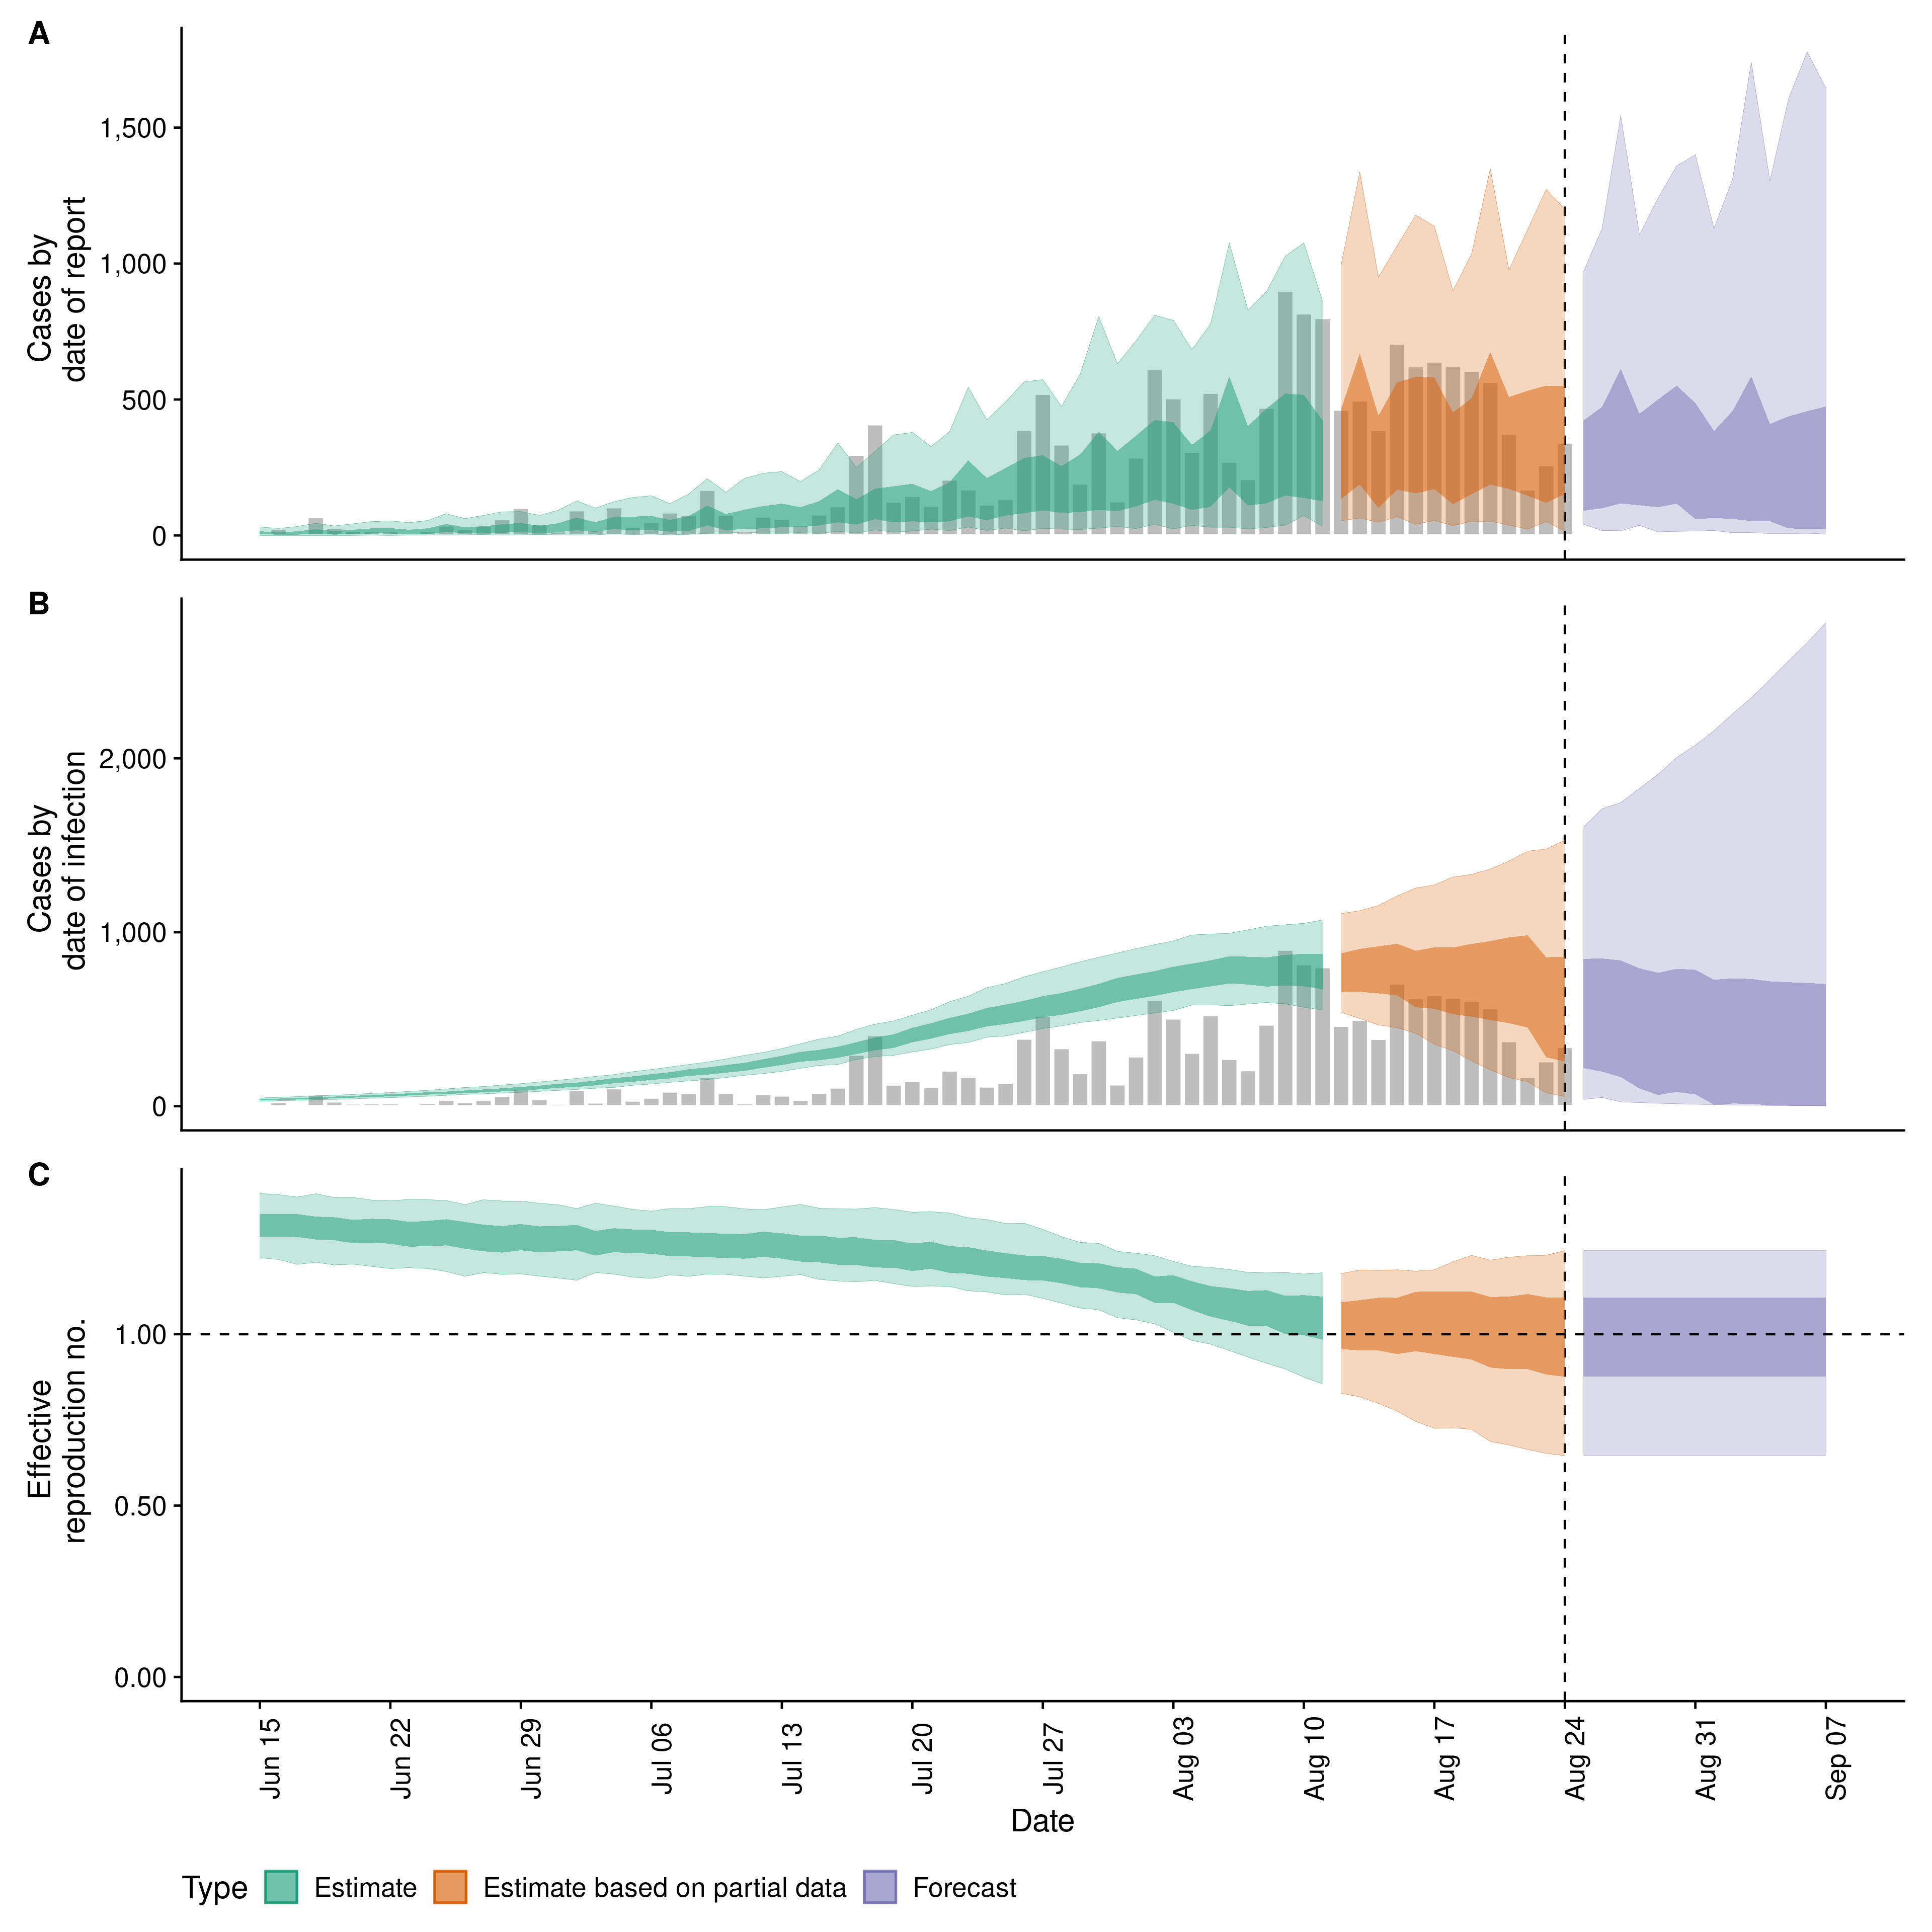 A
Cases by
date of report
1,500
1,000
500
0
B
Cases by
date of infection
2,000
1,000
0
C
Effective
reproduction no.
1.00
0.50
0.00
Jun 15
Jun 22
Jun 29
Jul 06
Jul 13
Jul 20
Jul 27
Aug 03
Aug 10
Aug 17
Aug 24
Aug 31
Sep 07
Date
Type
Estimate
Estimate based on partial data
Forecast